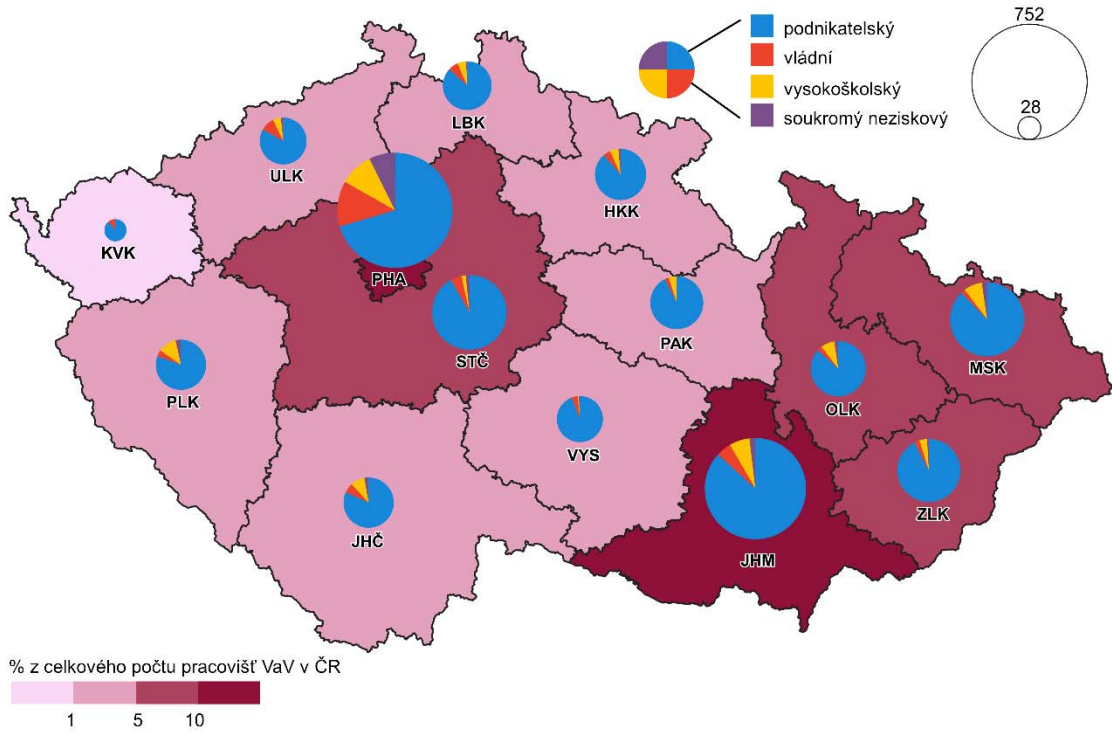 752
28
podnikatelský
vládní
vysokoškolský
soukromý neziskový
LBK
ULK
HKK
KVK
PHA
STČ
PAK
MSK
PLK
OLK
VYS
ZLK
JHČ
JHM
% z celkového počtu pracovišť VaV v ČR
1 5 10